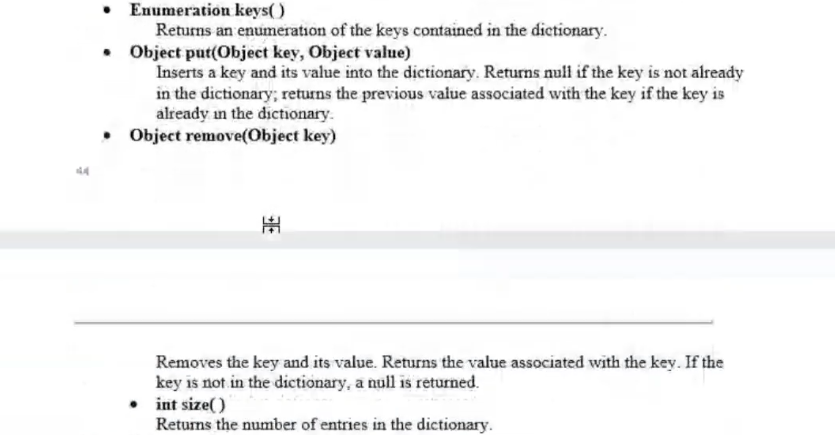 • Enumeration keys( )
Returns an enumeration of the keys contained in the dictionary.
• Object put(Object key, Object value)
Inserts a key and its value into the dictionary. Returns null if the key is not already
in the dictionary; returns the previous value associated with the key if the key is
already in the dictionary.
• Object remove(Object key)
44
Removes the key and its value. Returns the value associated with the key. If the
key is not in the dictionary, a null is returned.
• int size( )
Returns the number of entries in the dictionary.